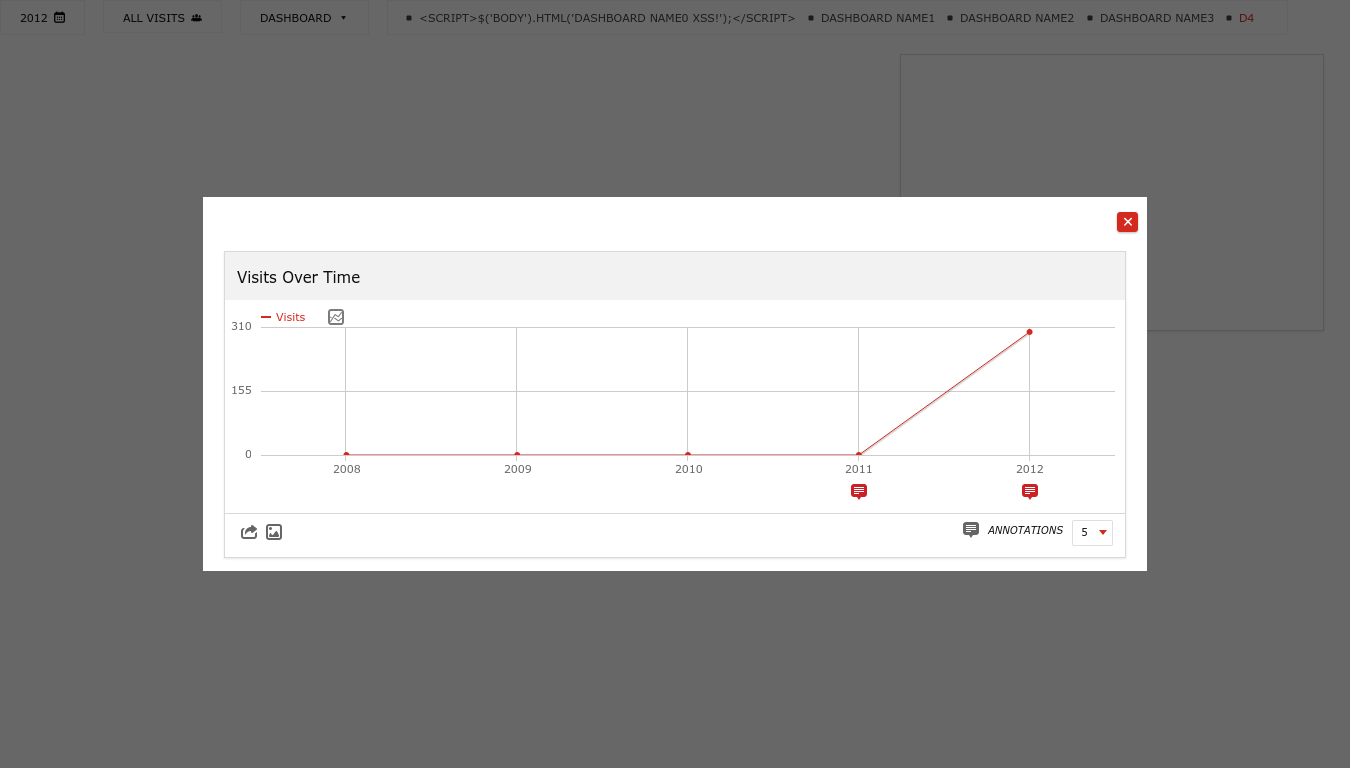 2012 ALL VISITS DASHBOARD <SCRIPT>$('BODY').HTML('DASHBOARD NAME0 XSS!');</SCRIPT> DASHBOARD NAME1 DASHBOARD NAME2 DASHBOARD NAME3 D4
Visits Over Time
Visits
310
155
0
2008 2009 2010 2011 2012
ANNOTATIONS 5